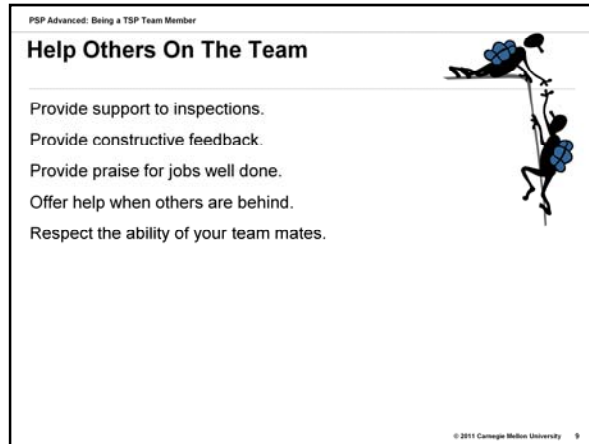 PSP Advanced: Being a TSP Team Member
Help Others On The Team
Provide support to inspections.
Provide constructive feedback.
Provide praise for jobs well done.
Offer help when others are behind.
Respect the ability of your team mates.
© 2011 Carnegie Mellon University 9